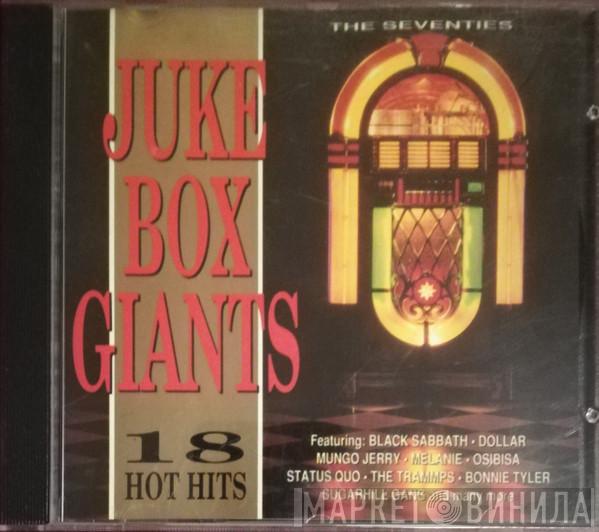 THE SEVENTIES
JUKE
BOX
GIANTS
18
HOT HITS
Featuring: BLACK SABBATH · DOLLAR
MUNGO JERRY · MELANIE · OSIBISA
STATUS QUO · THE TRAMMPS · BONNIE TYLER
SUGARHILL GANG and many more
МАРКЕТ ВИНИЛА